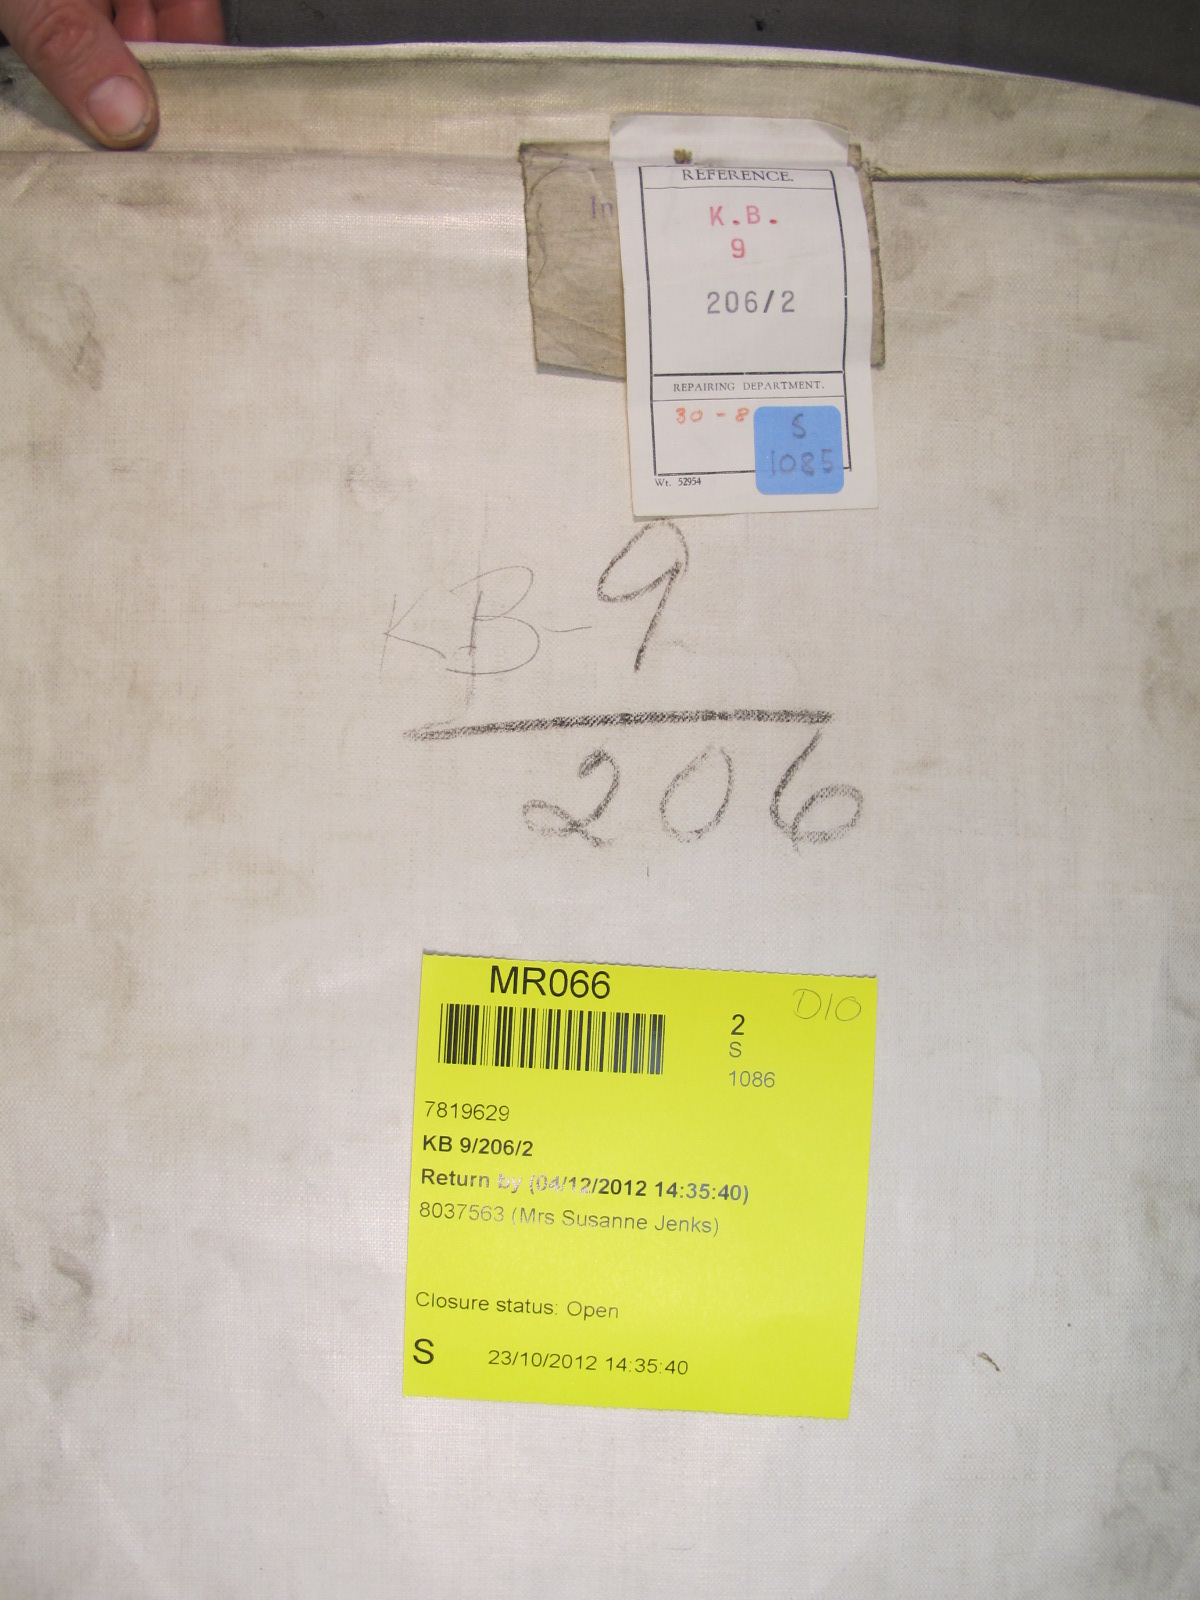 In
REFERENCE.
K.B.
9
206/2
REPAIRING DEPARTMENT.
30-8
S
1085
Wt. 52954
KB-9
206
MR066
D10
2
S
1086
7819629
KB 9/206/2
Return by (04/12/2012 14:35:40)
8037563 (Mrs Susanne Jenks)
Closure status: Open
S 23/10/2012 14:35:40